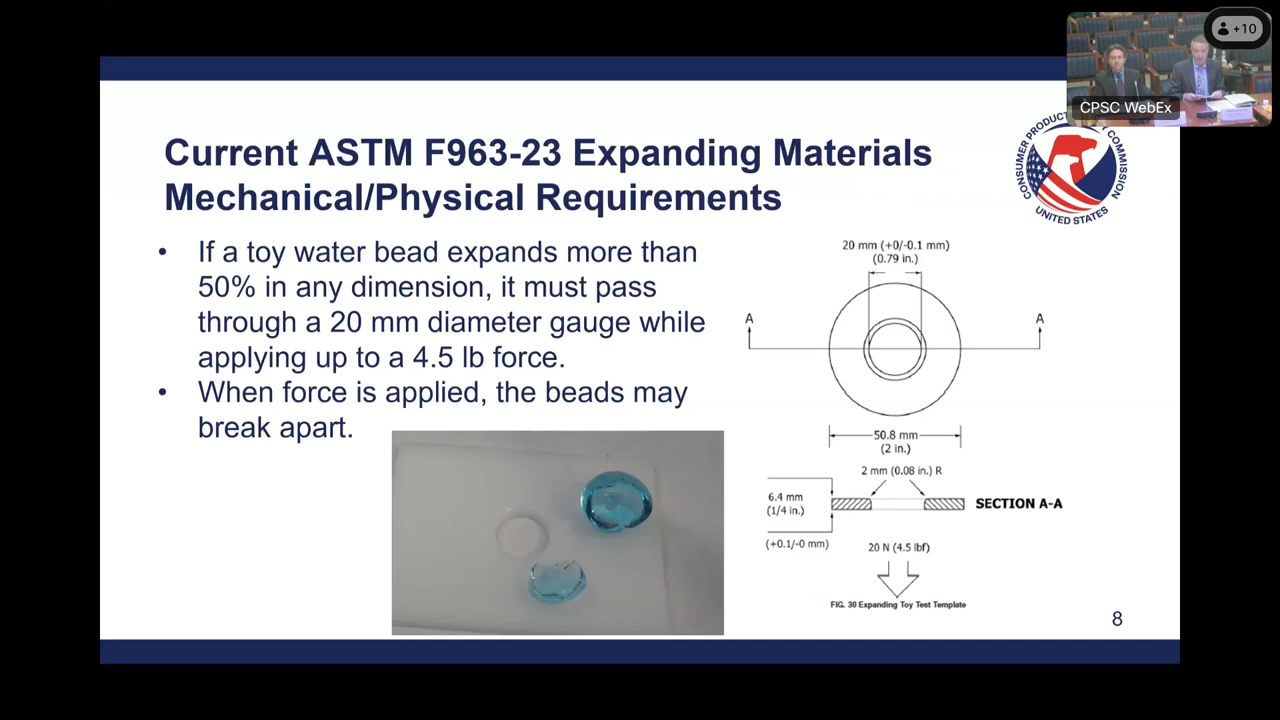 +10
CPSC WebEx
Current ASTM F963-23 Expanding Materials
Mechanical/Physical Requirements
CONSUMER PRODUCT COMMISSION
UNITED STATES
• If a toy water bead expands more than
50% in any dimension, it must pass
through a 20 mm diameter gauge while
applying up to a 4.5 lb force.
• When force is applied, the beads may
break apart.
20 mm (+0/-0.1 mm)
(0.79 in.)
A
A
50.8 mm
(2 in.)
2 mm (0.08 in.) R
6.4 mm
(1/4 in.)
SECTION A-A
(+0.1/-0 mm)
20 N (4.5 lbf)
FIG. 30 Expanding Toy Test Template
8